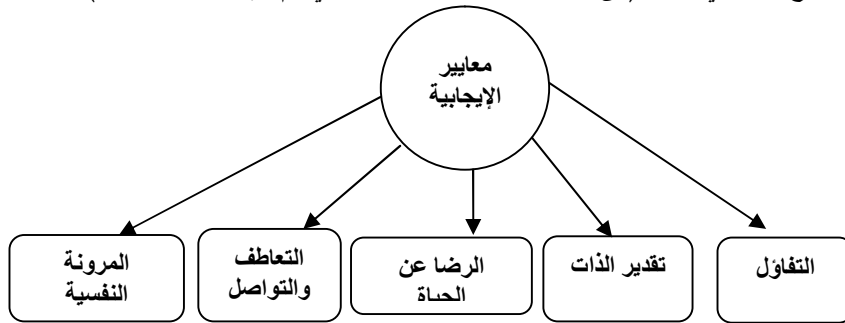 معايير
الإيجابية
التفاؤل
تقدير الذات
الرضا عن
الحياة
التعاطف
والتواصل
المرونة
النفسية